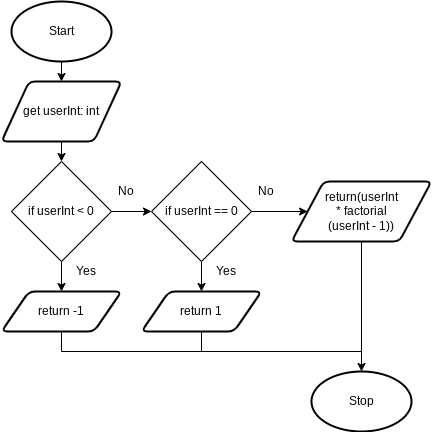 Start
get userInt: int
if userInt < 0
No
if userInt == 0
No
return(userInt
* factorial
(userInt - 1))
Yes
Yes
return -1
return 1
Stop